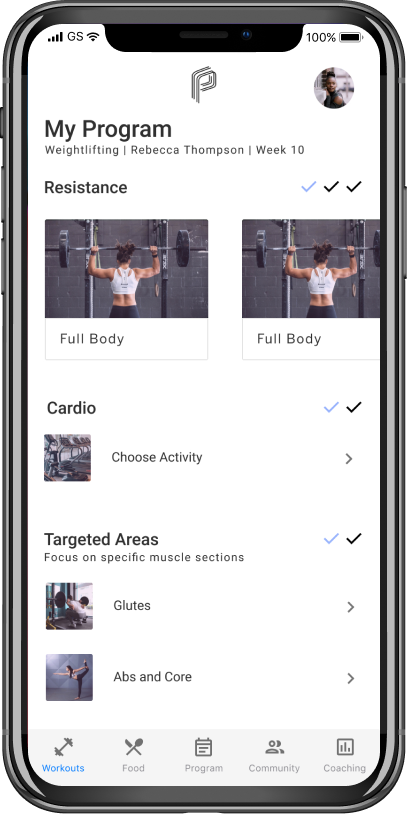 GS 100%
My Program
Weightlifting | Rebecca Thompson | Week 10
Resistance
Full Body Full Body
Cardio
Choose Activity
Targeted Areas
Focus on specific muscle sections
Glutes
Abs and Core
Workouts Food Program Community Coaching